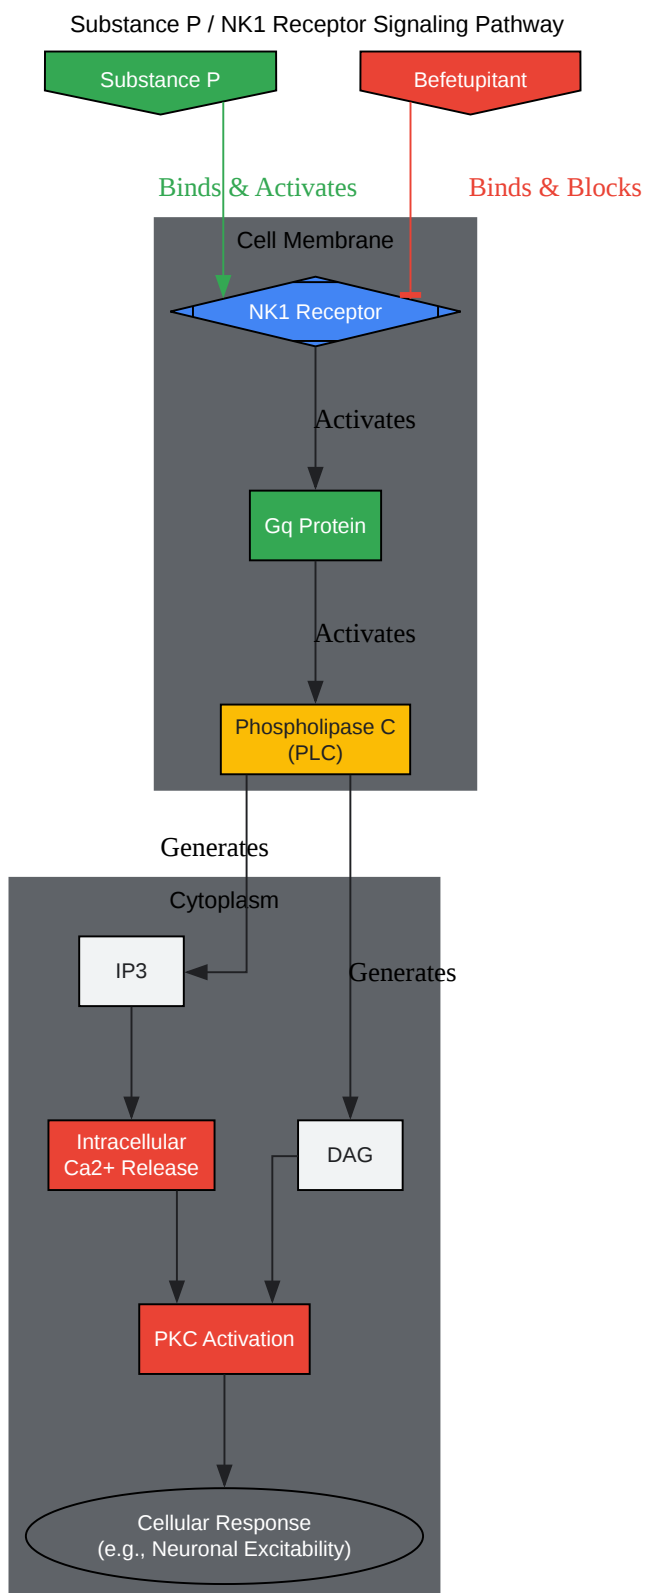 Substance P / NK1 Receptor Signaling Pathway
Substance P
Befetupitant
Binds & Activates
Binds & Blocks
Cell Membrane
NK1 Receptor
Activates
Gq Protein
Activates
Phospholipase C
(PLC)
Generates
Cytoplasm
IP3
Generates
Intracellular
Ca2+ Release
DAG
PKC Activation
Cellular Response
(e.g., Neuronal Excitability)